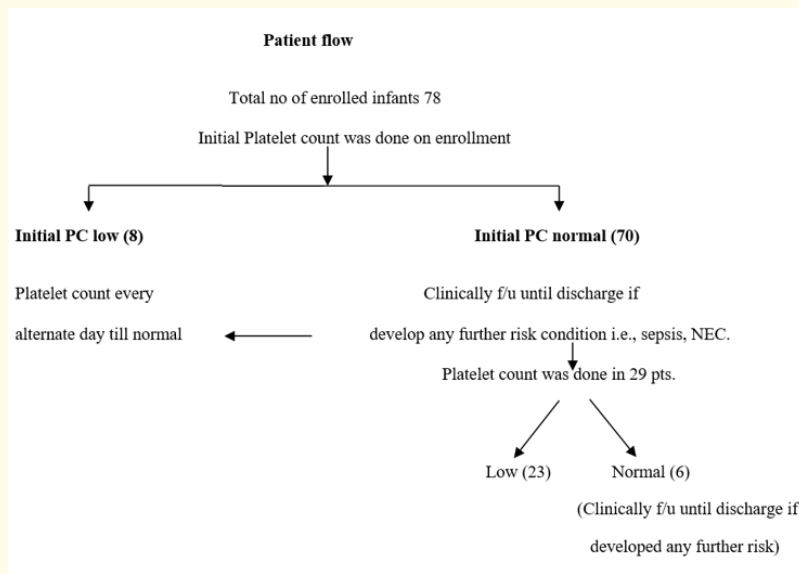 Patient flow
Total no of enrolled infants 78
Initial Platelet count was done on enrollment
Initial PC low (8)
Platelet count every
alternate day till normal
Initial PC normal (70)
Clinically f/u until discharge if
develop any further risk condition i.e., sepsis, NEC.
Platelet count was done in 29 pts.
Low (23)
Normal (6)
(Clinically f/u until discharge if
developed any further risk)